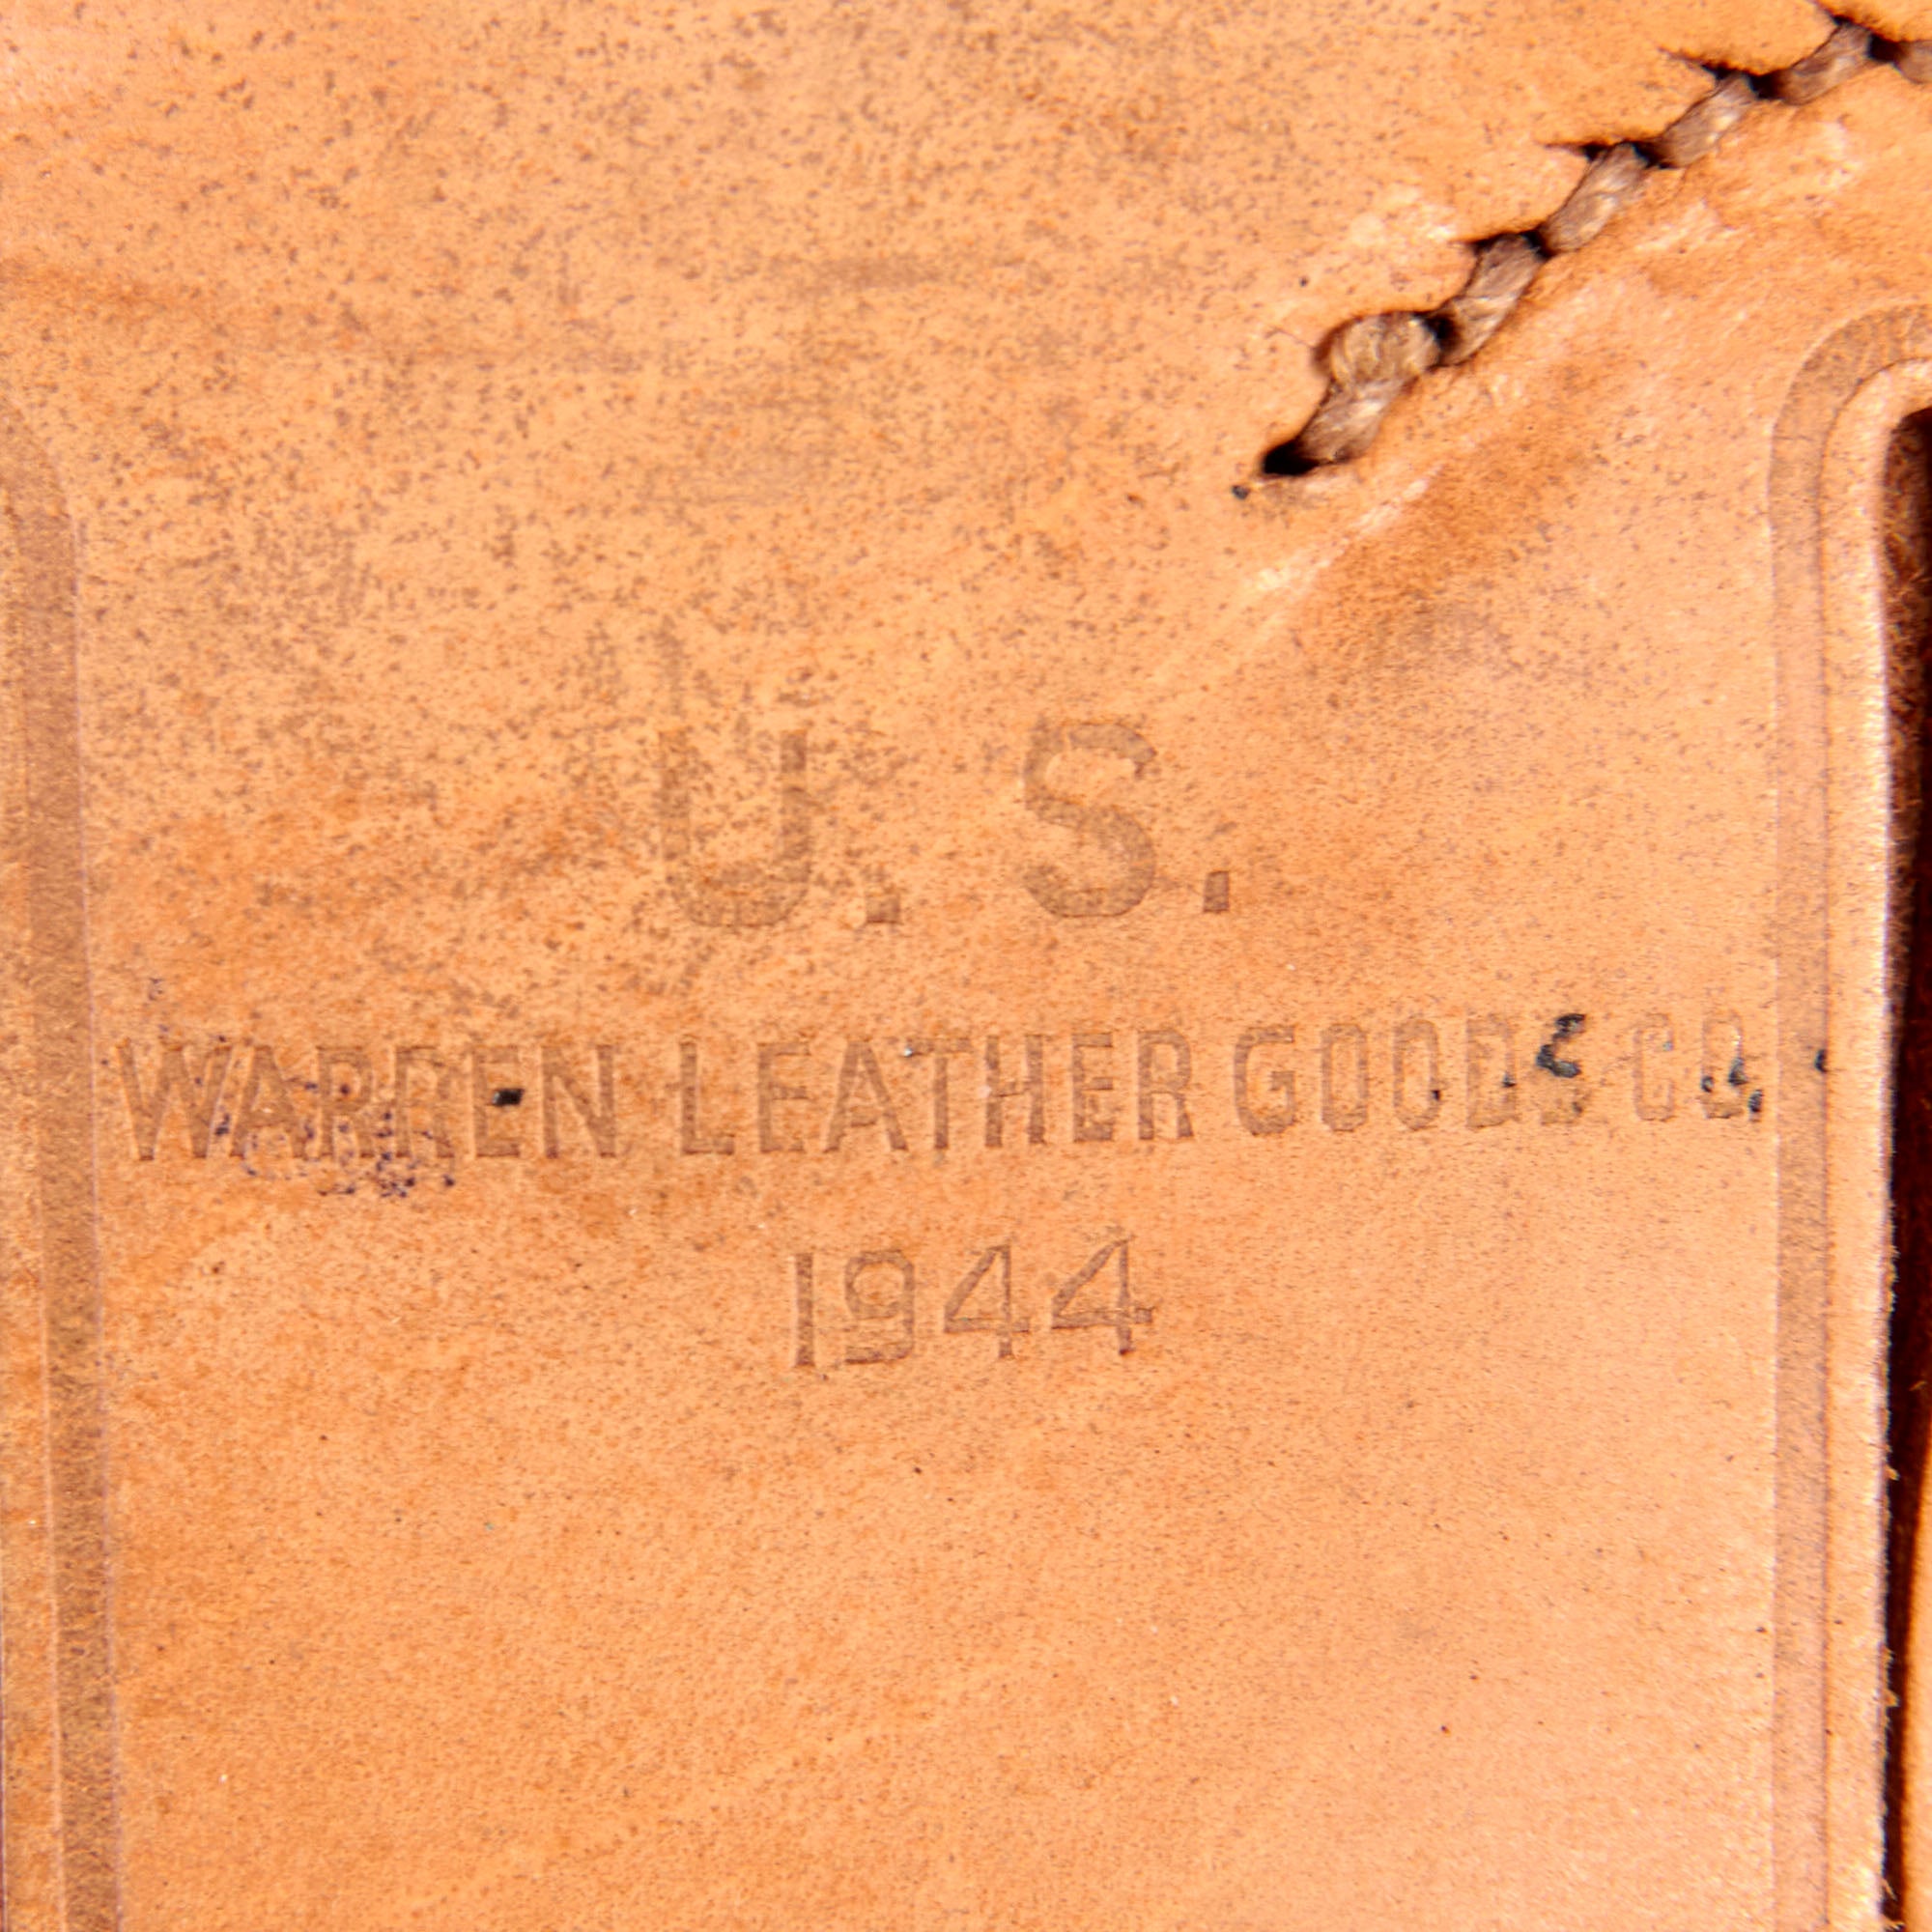 U. S.
WARREN LEATHER GOODS CO.
1944